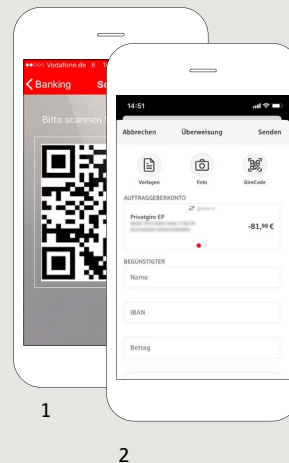 Vodafone.de
Banking
Bitte scannen
14:51
Abbrechen Überweisung Senden
Vorlagen Foto GiroCode
AUFTRAGGEBERKONTO
gestern
Privatgiro EP
-81,98 €
BEGÜNSTIGTER
Name
IBAN
Betrag
1
2